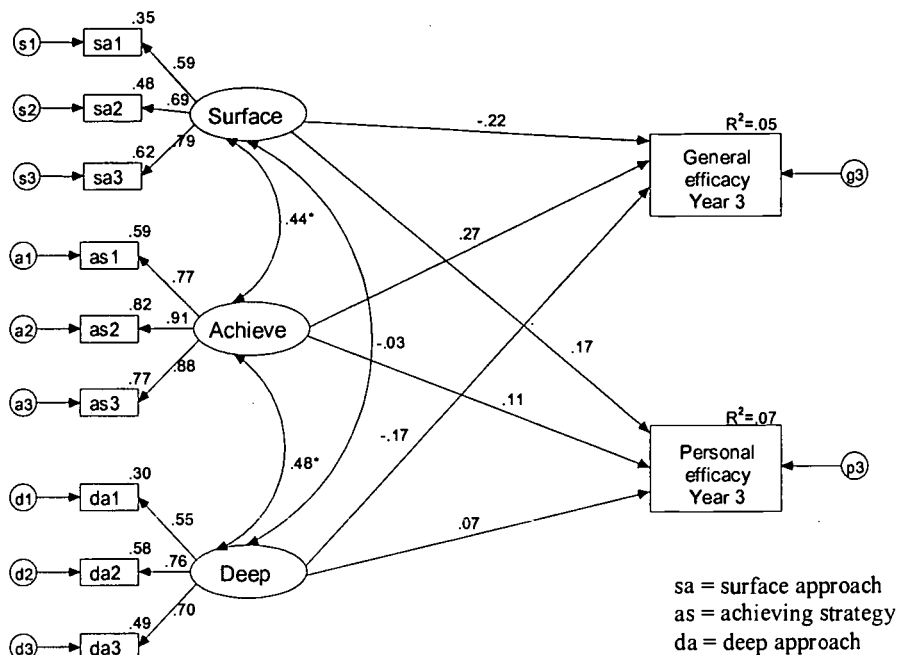 .35
s1
sa1
.59
.48
s2
sa2
.69
Surface
-.22
R²=.05
.62
.79
s3
sa3
General
efficacy
Year 3
g3
.44*
.27
.59
a1
as1
.77
.82
a2
as2
.91
Achieve
-.03
.17
.77
.88
a3
as3
.11
R²=.07
-.17
Personal
efficacy
Year 3
p3
.48*
.30
d1
da1
.55
.07
.58
d2
da2
.76
Deep
sa = surface approach
.70
.49
as = achieving strategy
d3
da3
da = deep approach